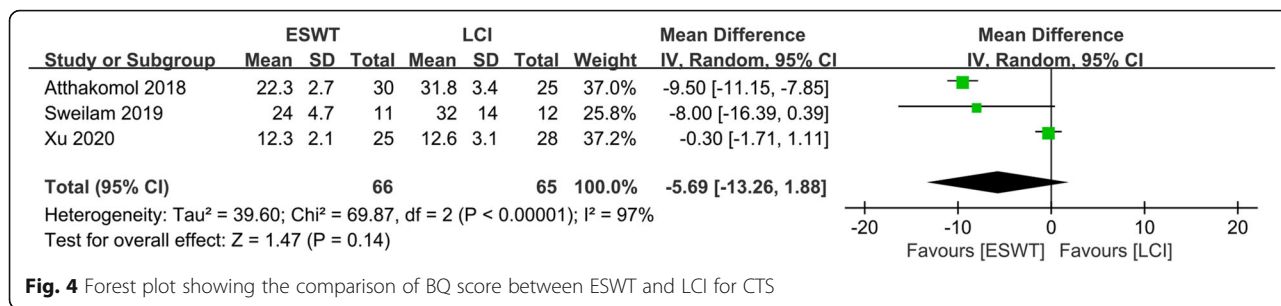 ESWT LCI Mean Difference Mean Difference
Study or Subgroup Mean SD Total Mean SD Total Weight IV, Random, 95% CI IV, Random, 95% CI
Atthakomol 2018 22.3 2.7 30 31.8 3.4 25 37.0% -9.50 [-11.15, -7.85]
Sweilam 2019 24 4.7 11 32 14 12 25.8% -8.00 [-16.39, 0.39]
Xu 2020 12.3 2.1 25 12.6 3.1 28 37.2% -0.30 [-1.71, 1.11]
Total (95% CI) 66 65 100.0% -5.69 [-13.26, 1.88]
Heterogeneity: Tau² = 39.60; Chi² = 69.87, df = 2 (P < 0.00001); I² = 97%
Test for overall effect: Z = 1.47 (P = 0.14)
-20 -10 0 10 20
Favours [ESWT] Favours [LCI]
Fig. 4 Forest plot showing the comparison of BQ score between ESWT and LCI for CTS